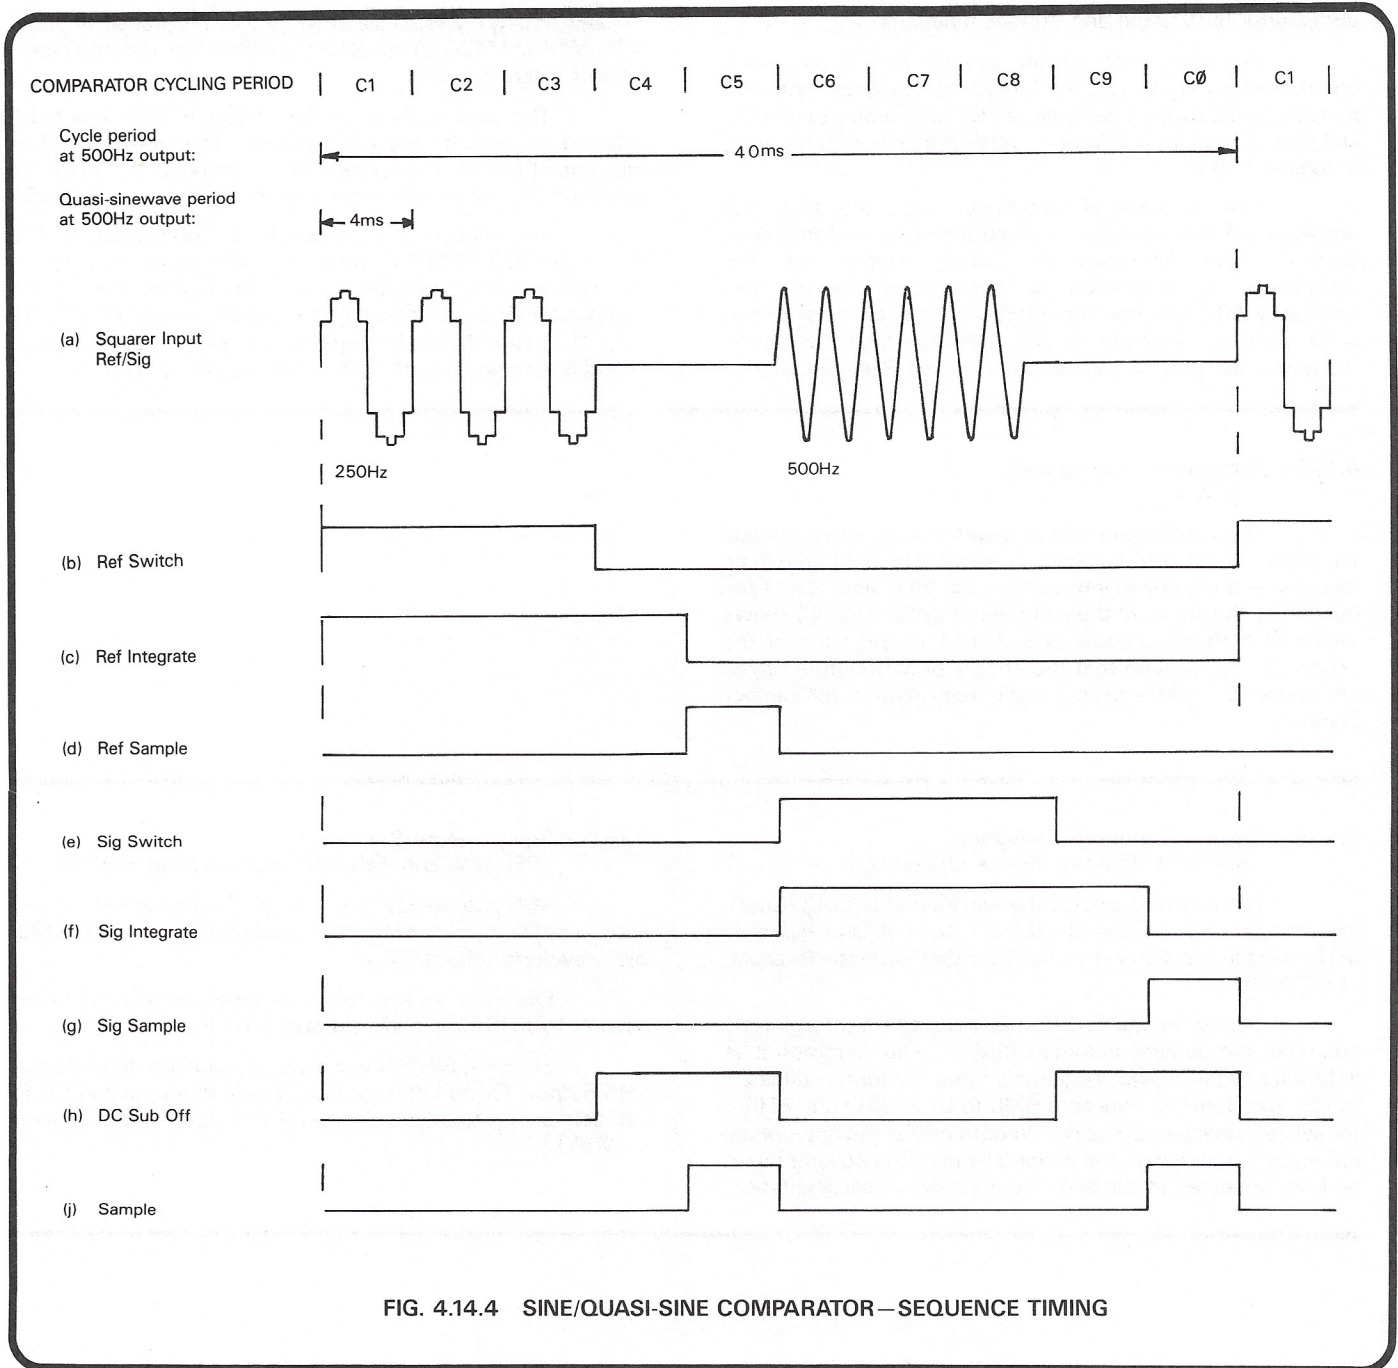 COMPARATOR CYCLING PERIOD C1 C2 C3 C4 C5 C6 C7 C8 C9 CØ C1
Cycle period
at 500Hz output:
40ms
Quasi-sinewave period
at 500Hz output:
4ms
(a) Squarer Input
Ref/Sig
250Hz
500Hz
(b) Ref Switch
(c) Ref Integrate
(d) Ref Sample
(e) Sig Switch
(f) Sig Integrate
(g) Sig Sample
(h) DC Sub Off
(j) Sample
FIG. 4.14.4 SINE/QUASI-SINE COMPARATOR—SEQUENCE TIMING